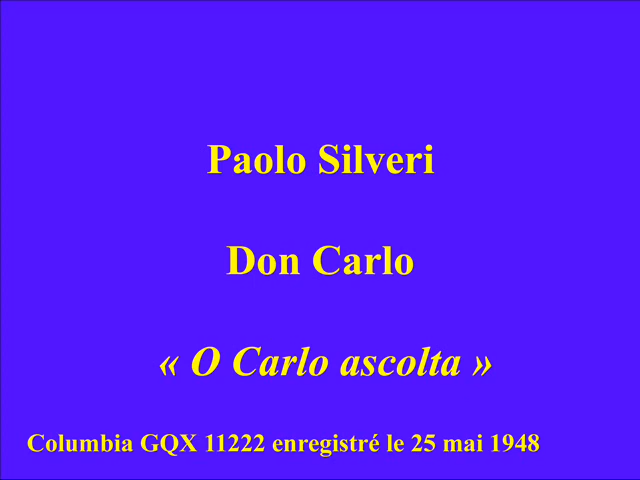 Paolo Silveri
Don Carlo
« O Carlo ascolta »
Columbia GQX 11222 enregistré le 25 mai 1948